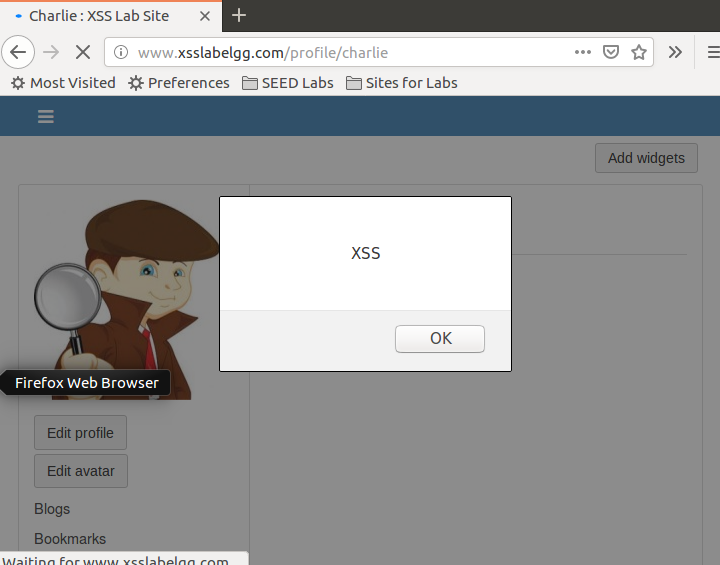 Charlie : XSS Lab Site
www.xsslabelgg.com/profile/charlie
Most Visited Preferences SEED Labs Sites for Labs
Add widgets
XSS
OK
Firefox Web Browser
Edit profile
Edit avatar
Blogs
Bookmarks
Waiting for www.xsslabelgg.com